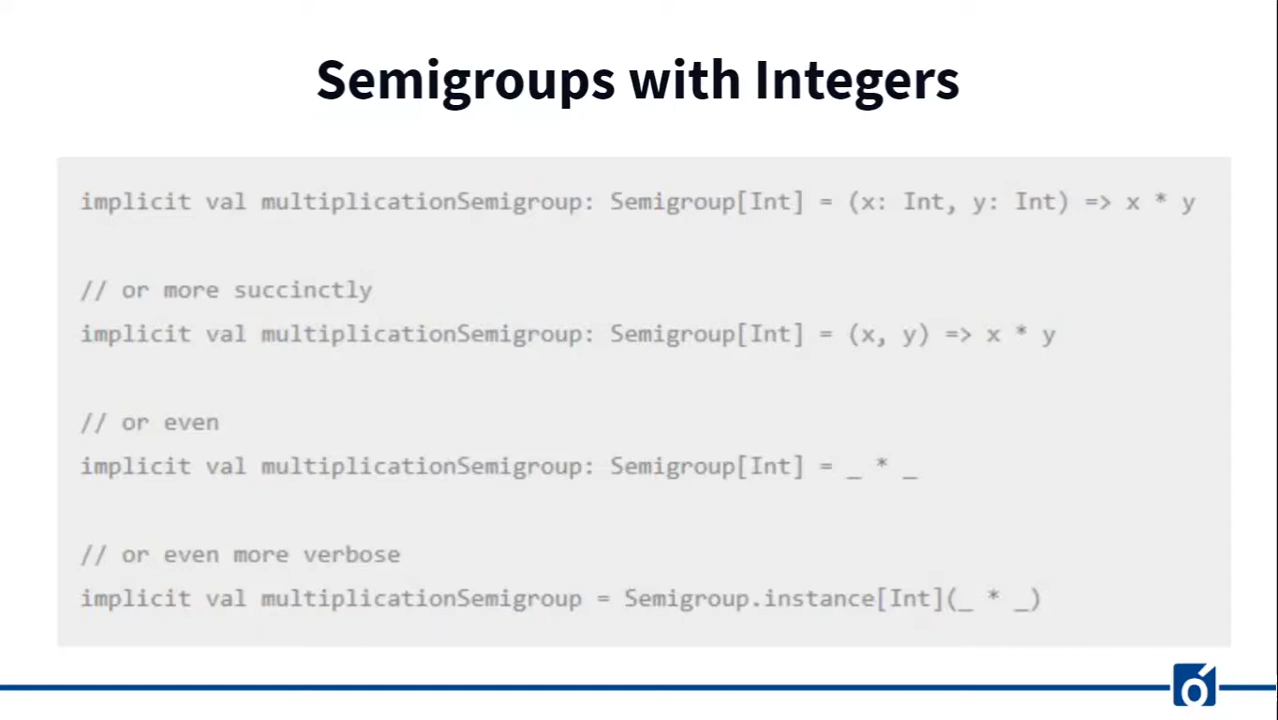 Semigroups with Integers
implicit val multiplicationSemigroup: Semigroup[Int] = (x: Int, y: Int) => x * y
// or more succinctly
implicit val multiplicationSemigroup: Semigroup[Int] = (x, y) => x * y
// or even
implicit val multiplicationSemigroup: Semigroup[Int] = _ * _
// or even more verbose
implicit val multiplicationSemigroup = Semigroup.instance[Int](_ * _)
ó